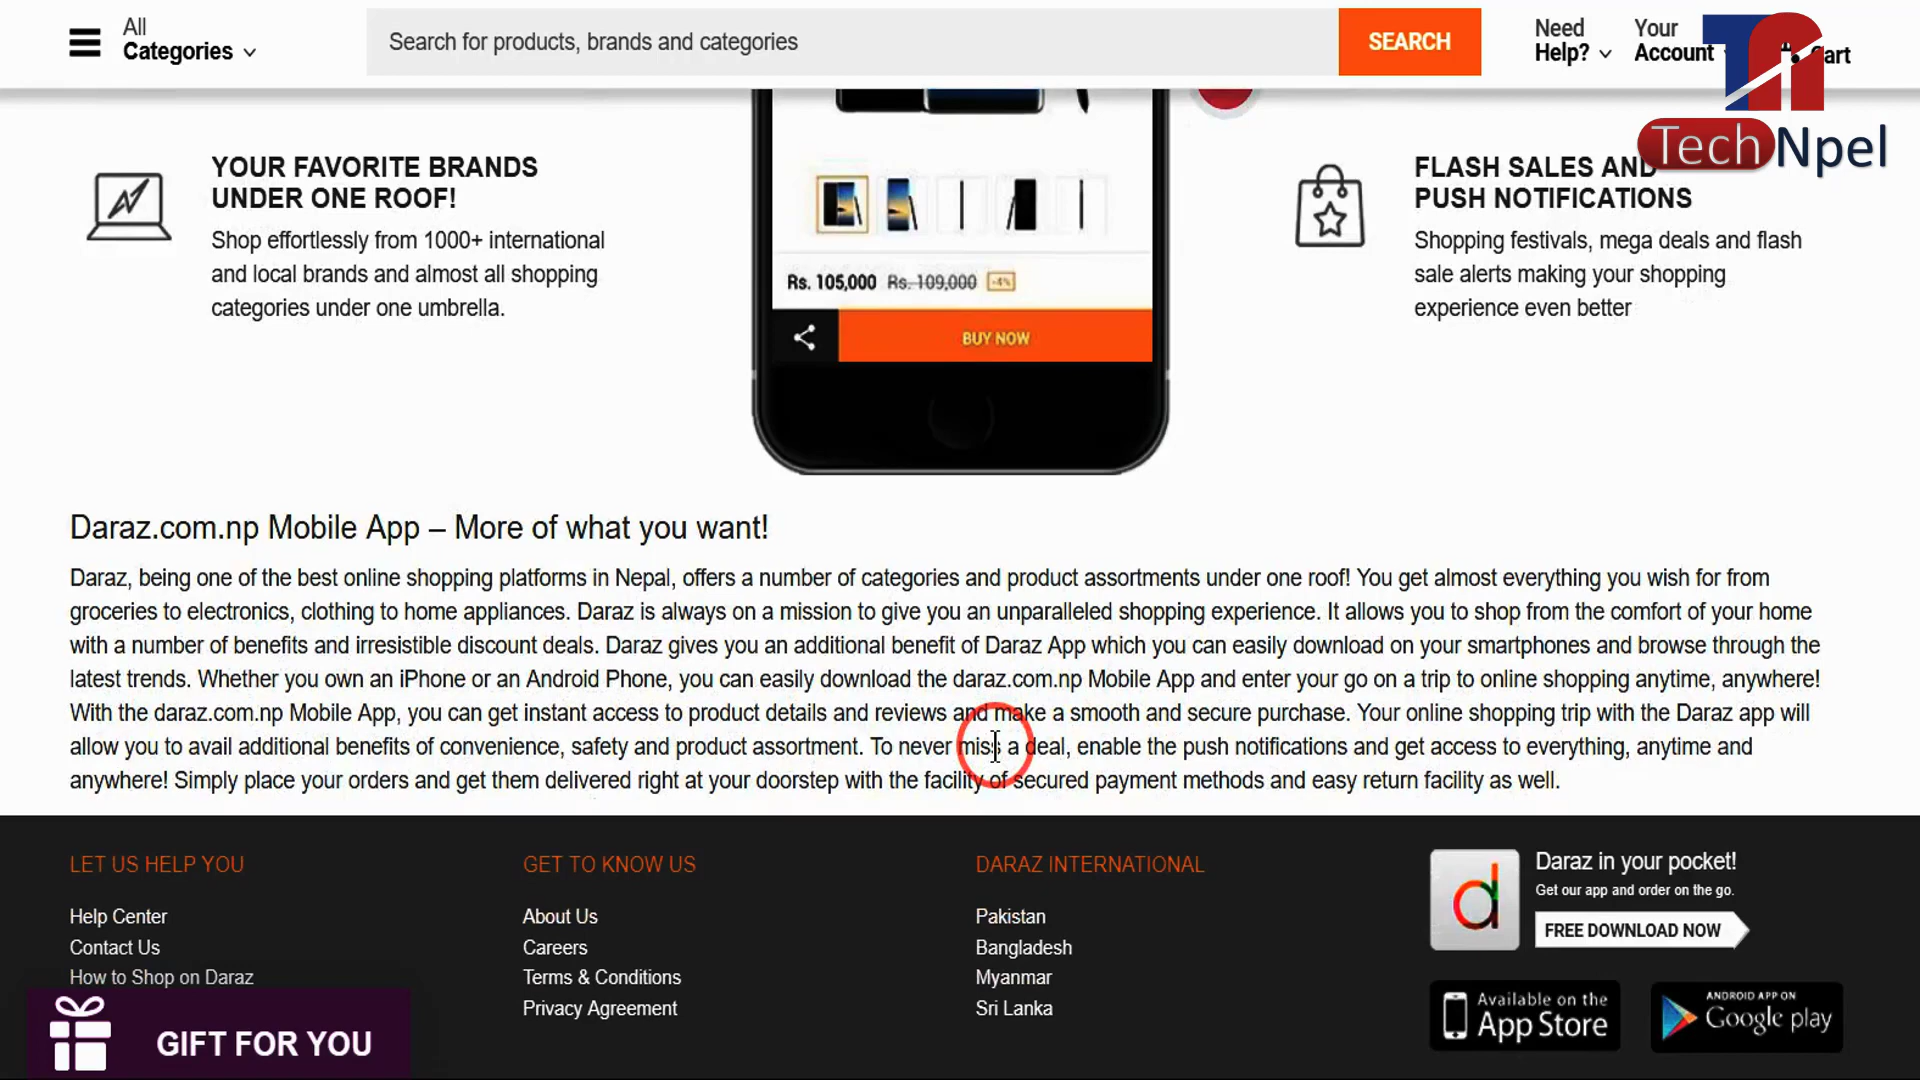 All
Categories
Search for products, brands and categories
SEARCH
Need
Help?
Your
Account
art
Tech Npel
YOUR FAVORITE BRANDS
UNDER ONE ROOF!
Shop effortlessly from 1000+ international
and local brands and almost all shopping
categories under one umbrella.
Rs. 105,000 Rs. 109,000 -4%
BUY NOW
FLASH SALES AND
PUSH NOTIFICATIONS
Shopping festivals, mega deals and flash
sale alerts making your shopping
experience even better
Daraz.com.np Mobile App – More of what you want!
Daraz, being one of the best online shopping platforms in Nepal, offers a number of categories and product assortments under one roof! You get almost everything you wish for from
groceries to electronics, clothing to home appliances. Daraz is always on a mission to give you an unparalleled shopping experience. It allows you to shop from the comfort of your home
with a number of benefits and irresistible discount deals. Daraz gives you an additional benefit of Daraz App which you can easily download on your smartphones and browse through the
latest trends. Whether you own an iPhone or an Android Phone, you can easily download the daraz.com.np Mobile App and enter your go on a trip to online shopping anytime, anywhere!
With the daraz.com.np Mobile App, you can get instant access to product details and reviews and make a smooth and secure purchase. Your online shopping trip with the Daraz app will
allow you to avail additional benefits of convenience, safety and product assortment. To never miss a deal, enable the push notifications and get access to everything, anytime and
anywhere! Simply place your orders and get them delivered right at your doorstep with the facility of secured payment methods and easy return facility as well.
LET US HELP YOU
Help Center
Contact Us
How to Shop on Daraz
GIFT FOR YOU
GET TO KNOW US
About Us
Careers
Terms & Conditions
Privacy Agreement
DARAZ INTERNATIONAL
Pakistan
Bangladesh
Myanmar
Sri Lanka
d
Daraz in your pocket!
Get our app and order on the go.
FREE DOWNLOAD NOW
Available on the
App Store
ANDROID APP ON
Google play